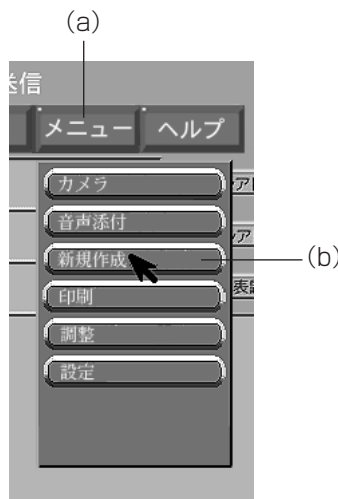 (a)
送信
メニュー ヘルプ
カメラ
音声添付
新規作成
(b)
印刷
調整
設定